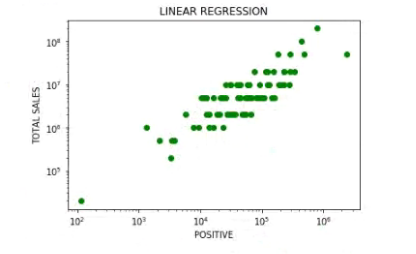 LINEAR REGRESSION
TOTAL SALES
10⁸
10⁷
10⁶
10⁵
10² 10³ 10⁴ 10⁵ 10⁶
POSITIVE